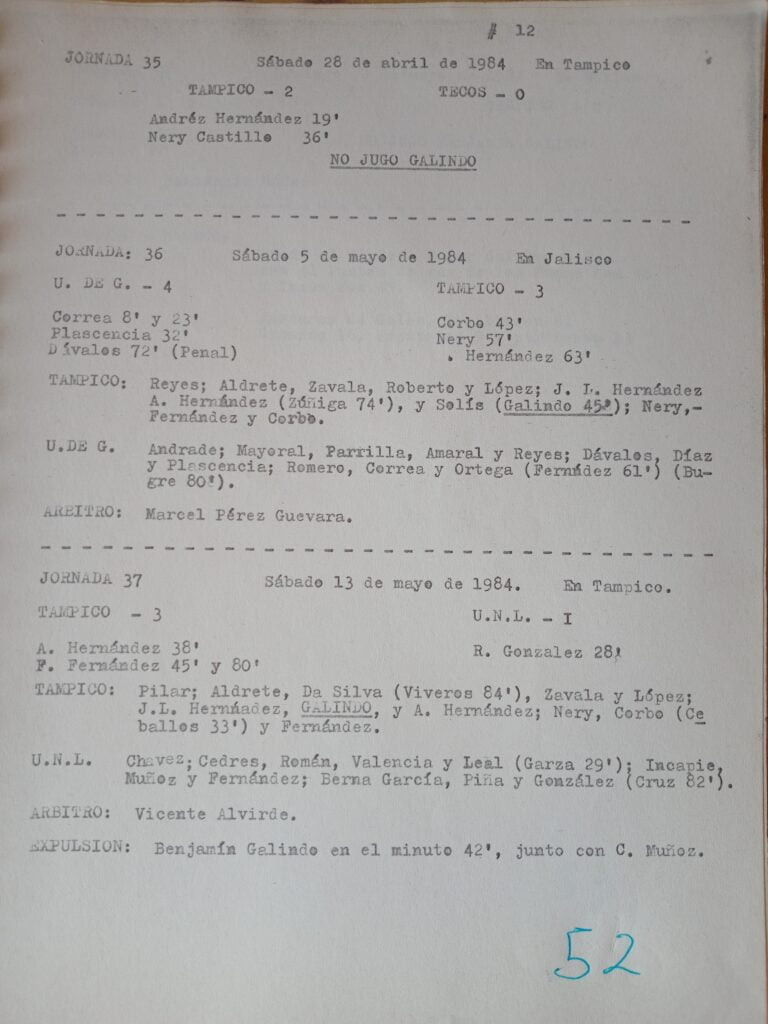 # 12
JORNADA 35 Sábado 28 de abril de 1984 En Tampico
TAMPICO - 2 TECOS - 0
Andréz Hernández 19'
Nery Castillo 36'
NO JUGO GALINDO
JORNADA: 36 Sábado 5 de mayo de 1984 En Jalisco
U. DE G. - 4 TAMPICO - 3
Correa 8' y 23' Corbo 43'
Plascencia 32' Nery 57'
Dávalos 72' (Penal) . Hernández 63'
TAMPICO: Reyes; Aldrete, Zavala, Roberto y López; J. L. Hernández
A. Hernández (Zúñiga 74'), y Solís (Galindo 45'); Nery,-
Fernández y Corbo.
U.DE G. Andrade; Mayoral, Parrilla, Amaral y Reyes; Dávalos, Díaz
y Plascencia; Romero, Correa y Ortega (Fernádez 61') (Bu-
gre 80').
ARBITRO: Marcel Pérez Guevara.
JORNADA 37 Sábado 13 de mayo de 1984. En Tampico.
TAMPICO - 3 U.N.L. - I
A. Hernández 38' R. Gonzalez 28'
F. Fernández 45' y 80'
TAMPICO: Pilar; Aldrete, Da Silva (Viveros 84'), Zavala y López;
J.L. Hernñadez, GALINDO, y A. Hernández; Nery, Corbo (Ce
ballos 33') y Fernández.
U.N.L. Chavez; Cedres, Román, Valencia y Leal (Garza 29'); Incapie,
Muñoz y Fernández; Berna García, Piña y González (Cruz 82').
ARBITRO: Vicente Alvirde.
EXPULSION: Benjamín Galindo en el minuto 42', junto con C. Muñoz.
52